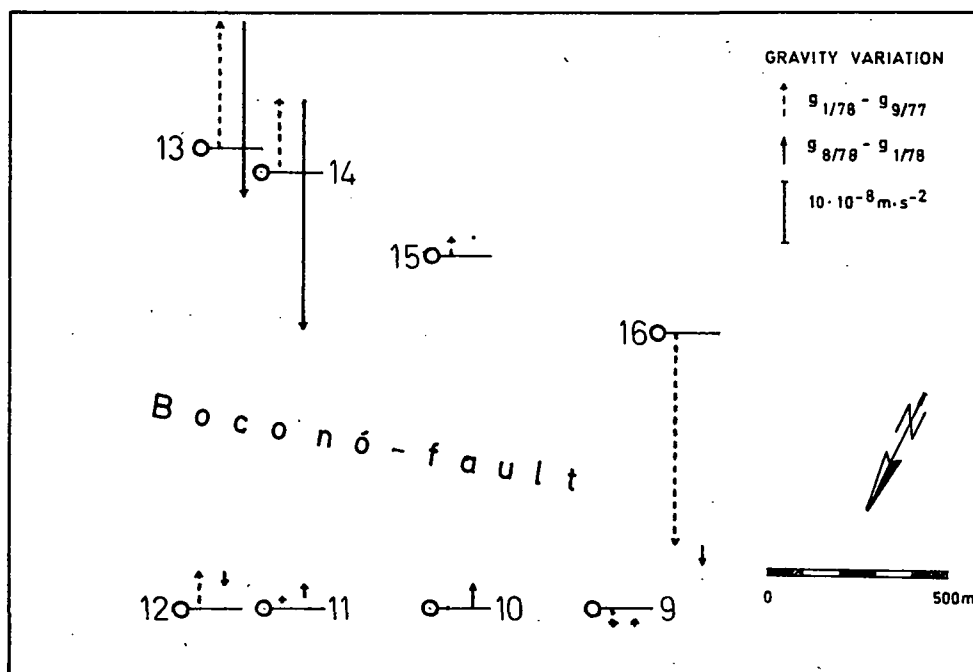 GRAVITY VARIATION
g1/78 - g9/77
g8/78 - g1/78
10 · 10⁻⁸ m·s⁻²
13
14
15
16
Boconó-fault
N
12
11
10
9
0 500m